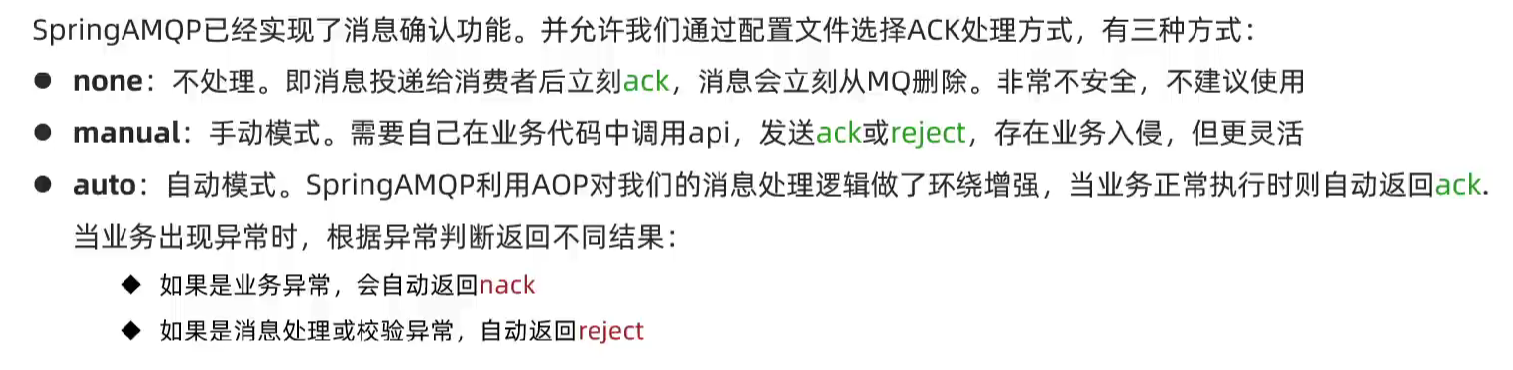 SpringAMQP已经实现了消息确认功能。并允许我们通过配置文件选择ACK处理方式，有三种方式：
● none：不处理。即消息投递给消费者后立刻ack，消息会立刻从MQ删除。非常不安全，不建议使用
● manual：手动模式。需要自己在业务代码中调用api，发送ack或reject，存在业务入侵，但更灵活
● auto：自动模式。SpringAMQP利用AOP对我们的消息处理逻辑做了环绕增强，当业务正常执行时则自动返回ack.
当业务出现异常时，根据异常判断返回不同结果：
◆ 如果是业务异常，会自动返回nack
◆ 如果是消息处理或校验异常，自动返回reject